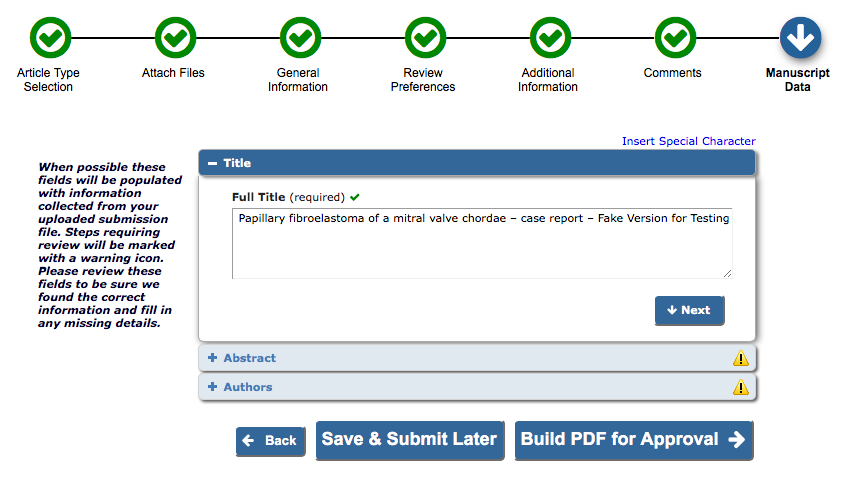 Article Type
Selection
Attach Files
General
Information
Review
Preferences
Additional
Information
Comments
Manuscript
Data
Insert Special Character
When possible these
fields will be populated
with information
collected from your
uploaded submission
file. Steps requiring
review will be marked
with a warning icon.
Please review these
fields to be sure we
found the correct
information and fill in
any missing details.
Title
Full Title (required)
Papillary fibroelastoma of a mitral valve chordae – case report – Fake Version for Testing
Next
Abstract
Authors
Back
Save & Submit Later
Build PDF for Approval